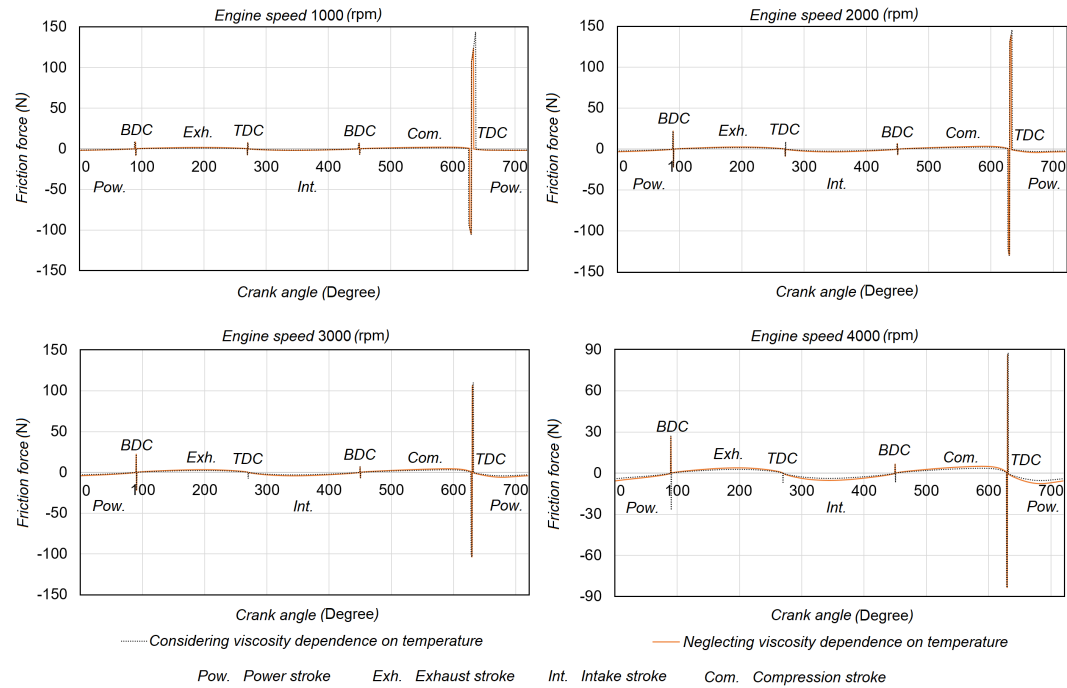 Engine speed 1000 (rpm)
150
100
50
0
-50
-100
-150
Friction force (N)
BDC
Exh.
TDC
BDC
Com.
TDC
0 100 200 300 400 500 600 700
Pow.
Int.
Pow.
Crank angle (Degree)
Engine speed 2000 (rpm)
150
100
50
0
-50
-100
-150
Friction force (N)
BDC
Exh.
TDC
BDC
Com.
TDC
0 100 200 300 400 500 600 700
Pow.
Int.
Pow.
Crank angle (Degree)
Engine speed 3000 (rpm)
150
100
50
0
-50
-100
-150
Friction force (N)
BDC
Exh.
TDC
BDC
Com.
TDC
0 100 200 300 400 500 600 700
Pow.
Int.
Pow.
Crank angle (Degree)
Engine speed 4000 (rpm)
90
60
30
0
-30
-60
-90
Friction force (N)
BDC
Exh.
TDC
BDC
Com.
TDC
0 100 200 300 400 500 600 700
Pow.
Int.
Pow.
Crank angle (Degree)
Considering viscosity dependence on temperature
Neglecting viscosity dependence on temperature
Pow. Power stroke Exh. Exhaust stroke Int. Intake stroke Com. Compression stroke